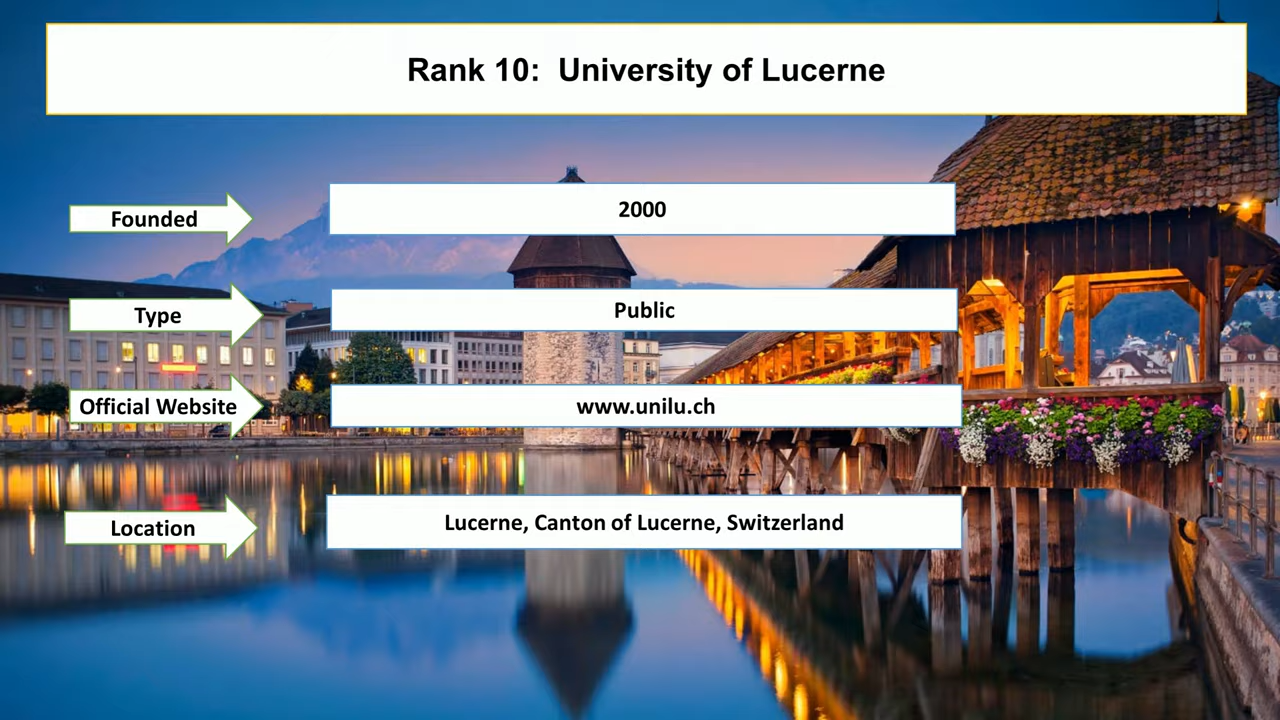 Rank 10:  University of Lucerne
Founded
2000
Type
Public
Official Website
www.unilu.ch
Location
Lucerne, Canton of Lucerne, Switzerland